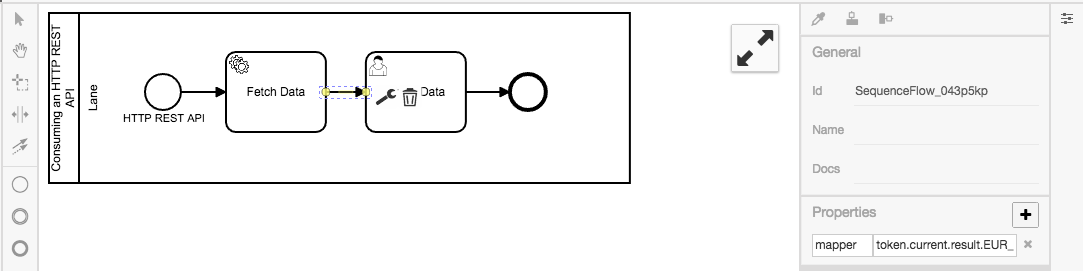 Consuming an HTTP REST
API
Lane
HTTP REST API
Fetch Data
Data
General
Id SequenceFlow_043p5kp
Name
Docs
Properties
mapper token.current.result.EUR_